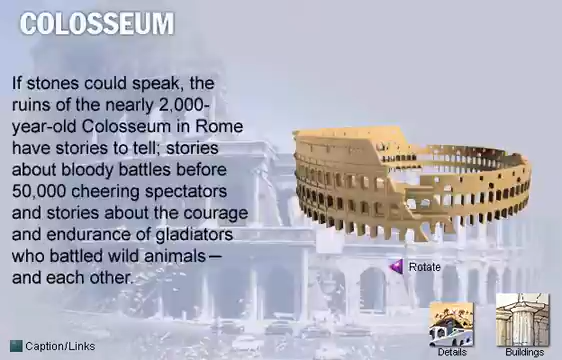 COLOSSEUM
If stones could speak, the
ruins of the nearly 2,000-
year-old Colosseum in Rome
have stories to tell; stories
about bloody battles before
50,000 cheering spectators
and stories about the courage
and endurance of gladiators
who battled wild animals—
and each other.
Rotate
Details
Buildings
Caption/Links